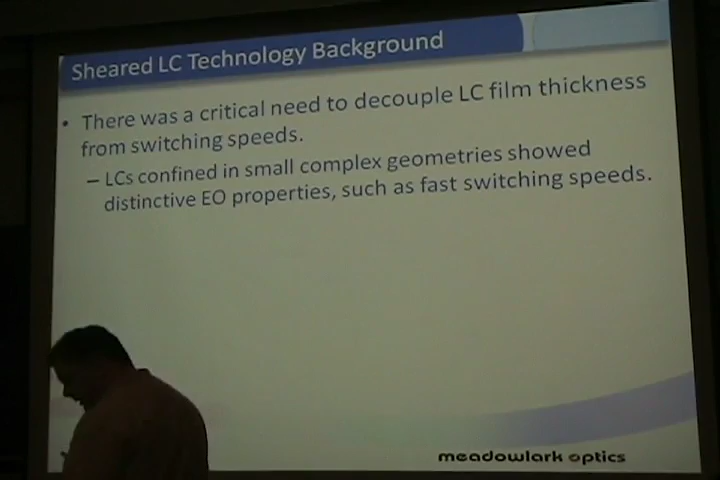 Sheared LC Technology Background
• There was a critical need to decouple LC film thickness
from switching speeds.
– LCs confined in small complex geometries showed
distinctive EO properties, such as fast switching speeds.
meadowlark optics